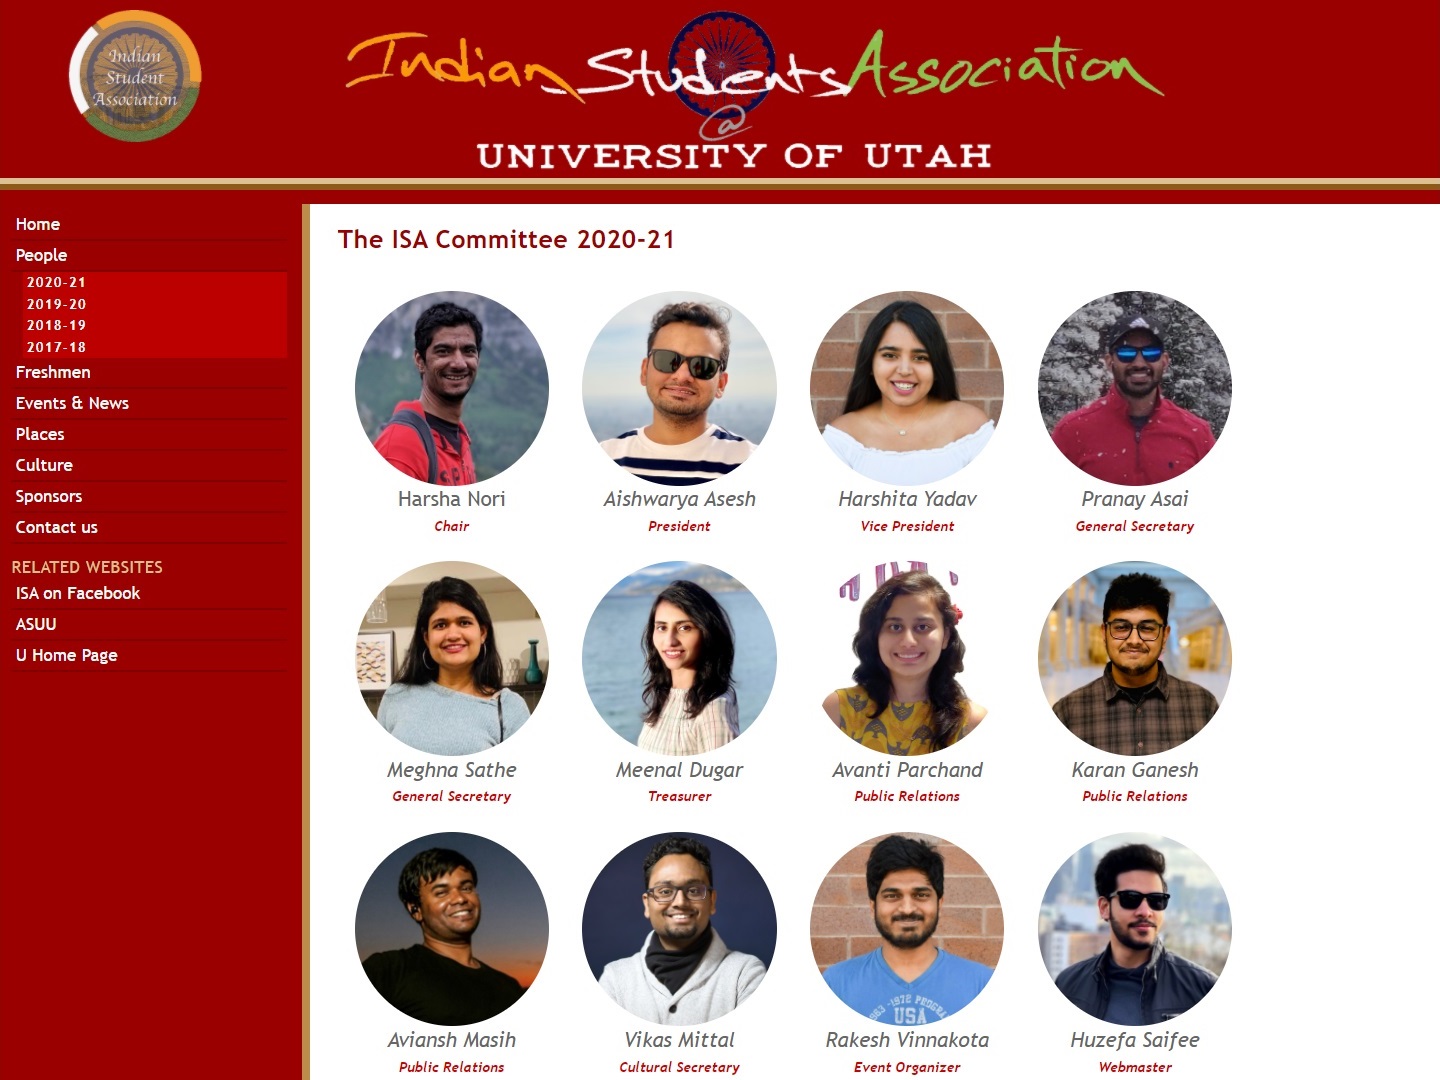 Indian
Student
Association
Indian Students Association
@
UNIVERSITY OF UTAH
Home
People
2020-21
2019-20
2018-19
2017-18
Freshmen
Events & News
Places
Culture
Sponsors
Contact us
RELATED WEBSITES
ISA on Facebook
ASUU
U Home Page
The ISA Committee 2020-21
Harsha Nori
Chair
Aishwarya Asesh
President
Harshita Yadav
Vice President
Pranay Asai
General Secretary
Meghna Sathe
General Secretary
Meenal Dugar
Treasurer
Avanti Parchand
Public Relations
Karan Ganesh
Public Relations
Aviansh Masih
Public Relations
Vikas Mittal
Cultural Secretary
USA
Rakesh Vinnakota
Event Organizer
Huzefa Saifee
Webmaster